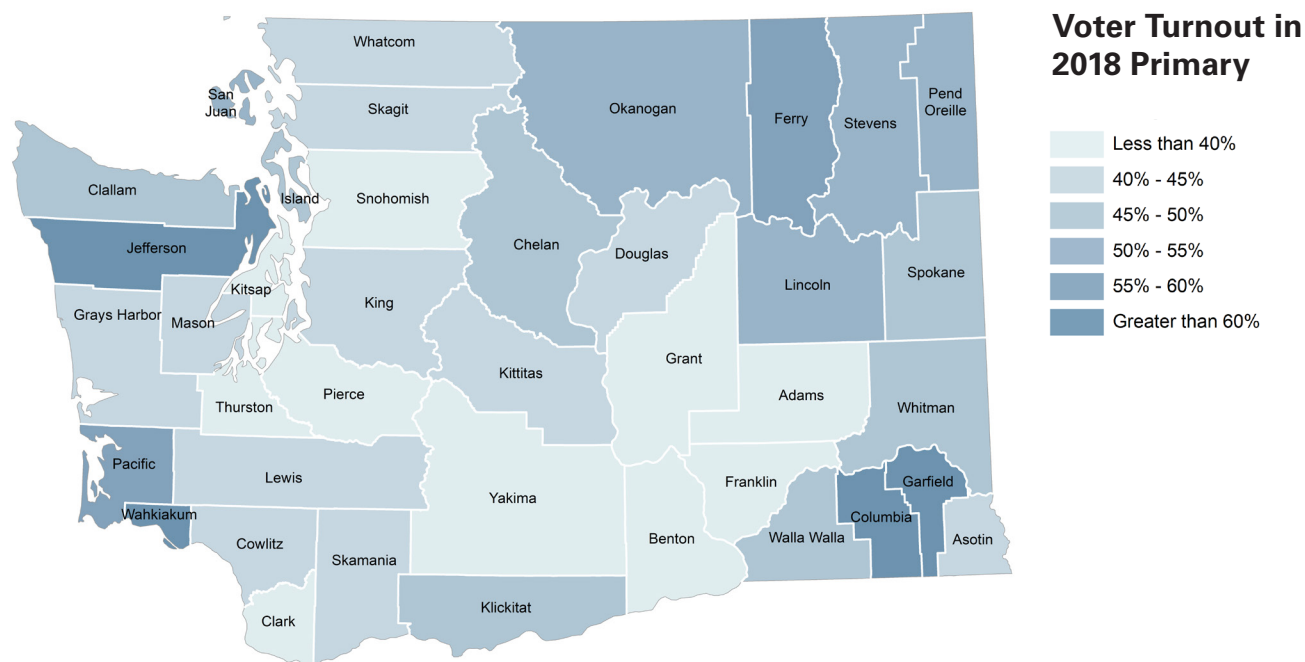 Voter Turnout in
2018 Primary
Less than 40%
40% - 45%
45% - 50%
50% - 55%
55% - 60%
Greater than 60%
Whatcom
San
Juan
Skagit
Okanogan
Ferry
Stevens
Pend
Oreille
Clallam
Island
Snohomish
Jefferson
Chelan
Douglas
Lincoln
Spokane
Kitsap
King
Grays Harbor
Mason
Grant
Kittitas
Pierce
Adams
Thurston
Whitman
Pacific
Lewis
Yakima
Franklin
Garfield
Wahkiakum
Columbia
Cowlitz
Skamania
Benton
Walla Walla
Asotin
Klickitat
Clark